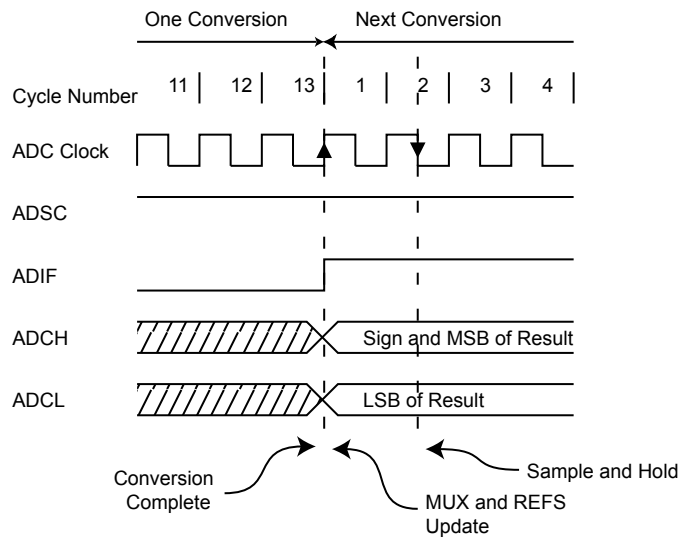 One Conversion Next Conversion
Cycle Number 11 12 13 1 2 3 4
ADC Clock
ADSC
ADIF
ADCH Sign and MSB of Result
ADCL LSB of Result
Conversion
Complete
MUX and REFS
Update
Sample and Hold